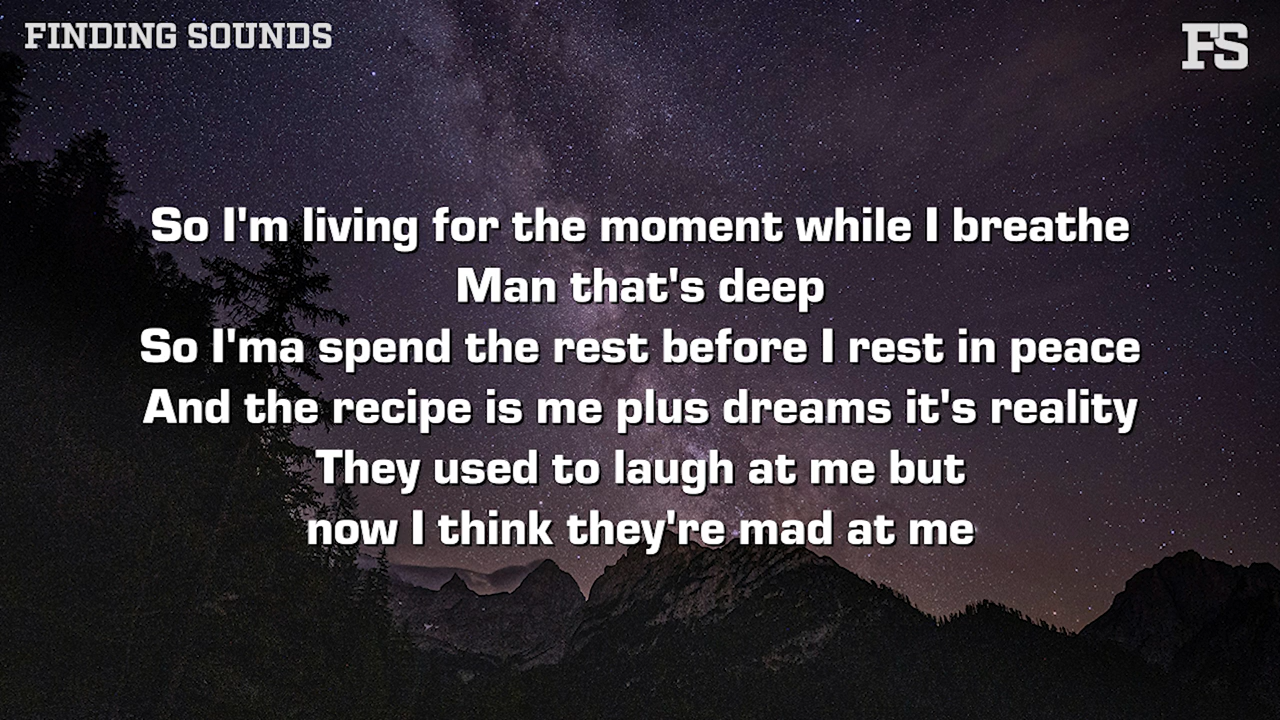 FINDING SOUNDS
FS
So I'm living for the moment while I breathe
Man that's deep
So I'ma spend the rest before I rest in peace
And the recipe is me plus dreams it's reality
They used to laugh at me but
now I think they're mad at me